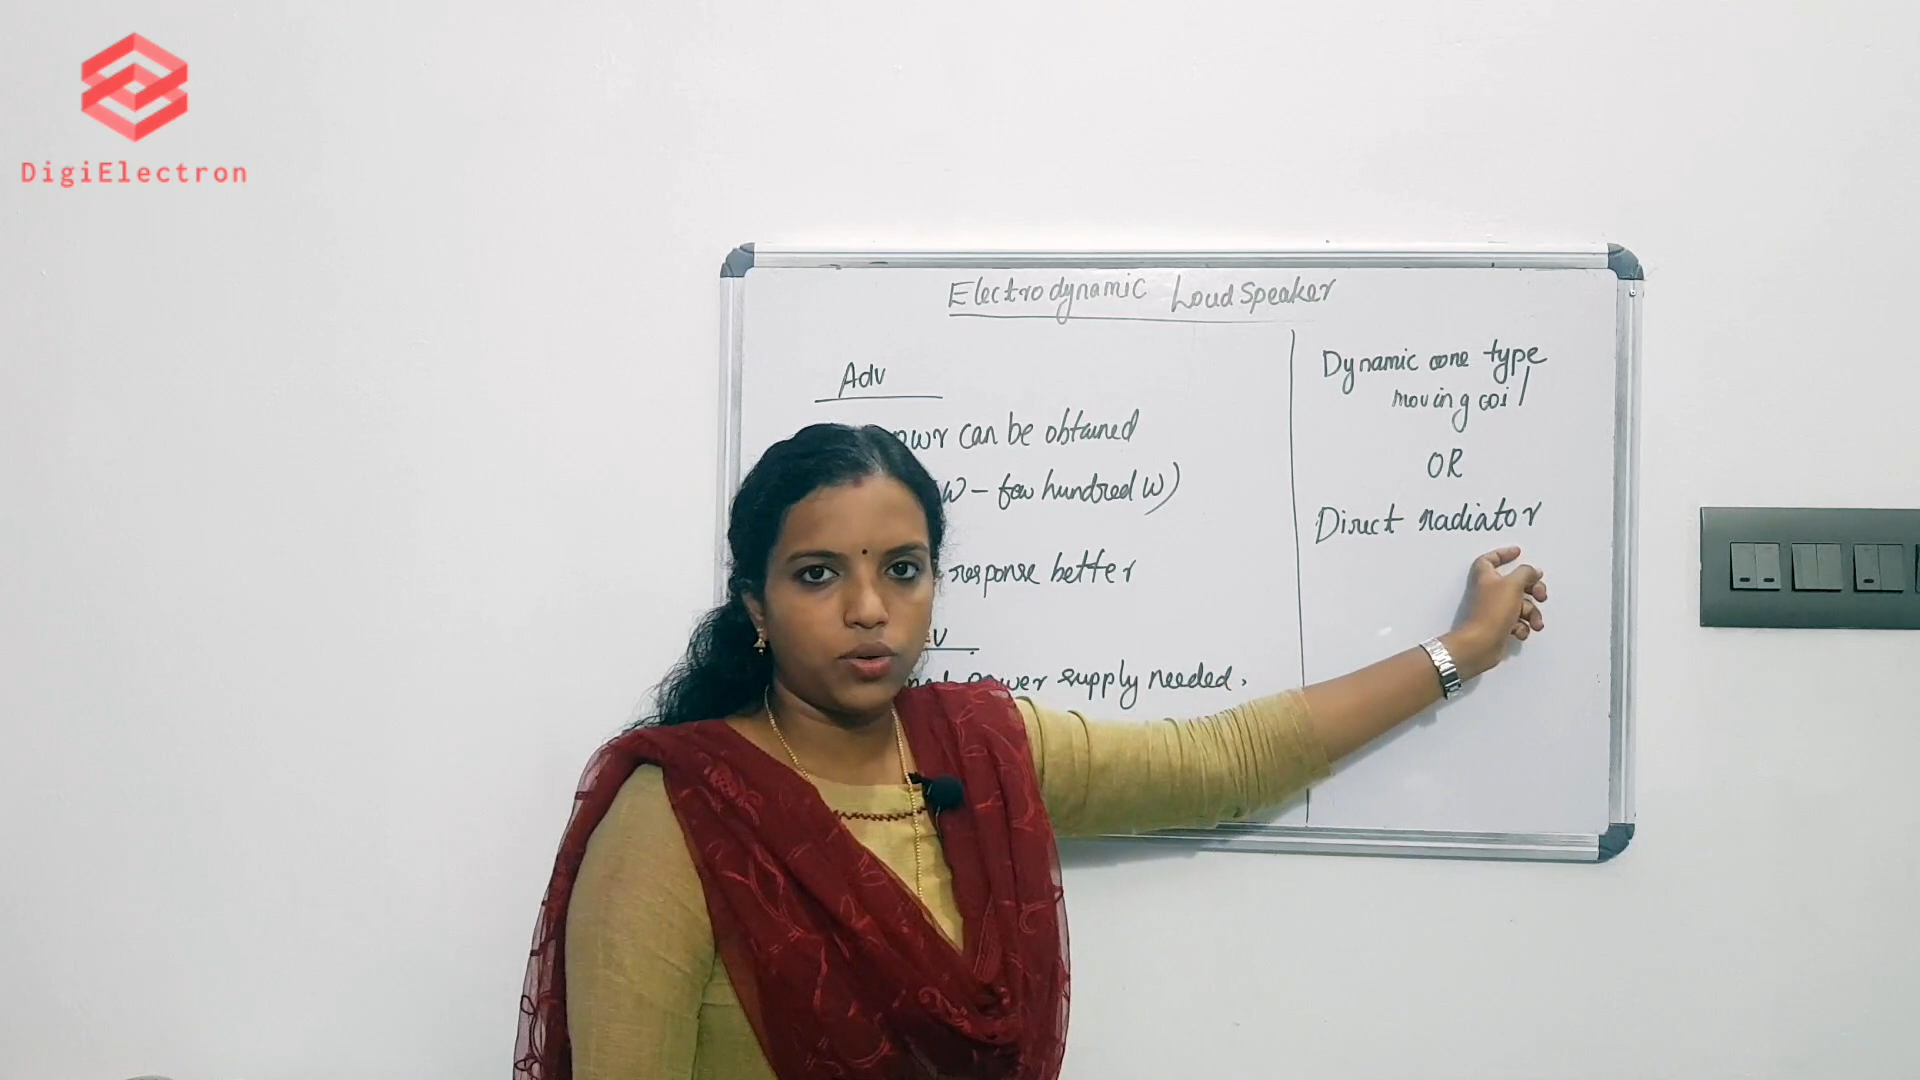 DigiElectron
Electrodynamic Loud Speaker
Adv
can be obtained
W - few hundred W)
response better
supply needed.
Dynamic cone type
moving coil
OR
Direct radiator